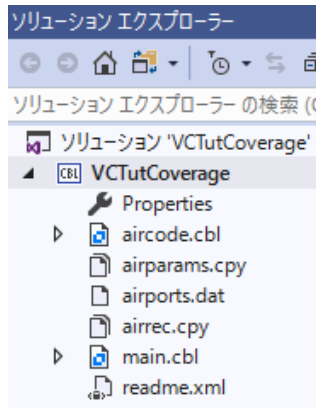 ソリューション エクスプローラー
ソリューション エクスプローラー の検索 (
ソリューション 'VCTutCoverage'
CBL VCTutCoverage
Properties
aircode.cbl
airparams.cpy
airports.dat
airrec.cpy
main.cbl
readme.xml